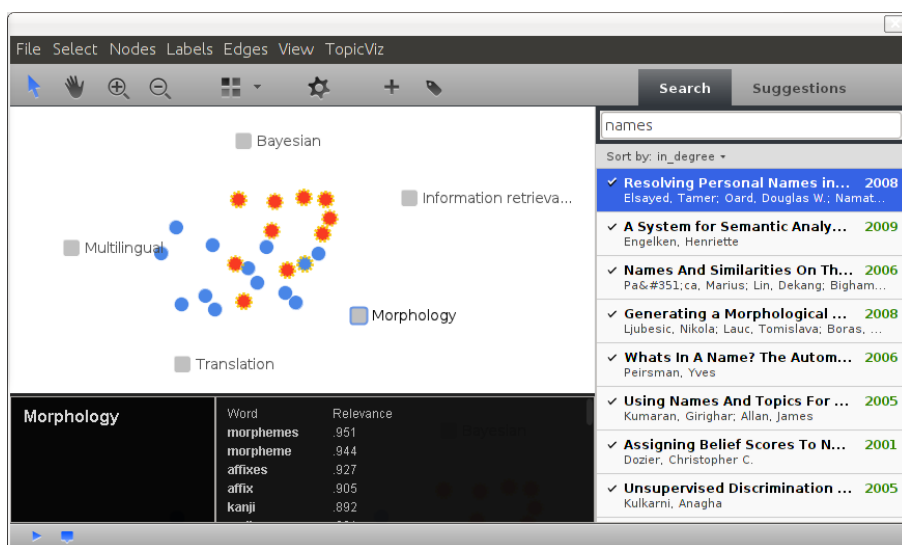 File Select Nodes Labels Edges View TopicViz
Search Suggestions
names
Sort by: in_degree
Bayesian
Information retrieva...
Multilingual
Morphology
Translation
Resolving Personal Names in... 2008
Elsayed, Tamer; Oard, Douglas W.; Namat...
A System for Semantic Analy... 2009
Engelken, Henriette
Names And Similarities On Th... 2006
Pa&#351;ca, Marius; Lin, Dekang; Bigham...
Generating a Morphological ... 2008
Ljubesic, Nikola; Lauc, Tomislava; Boras, ...
Whats In A Name? The Autom... 2006
Peirsman, Yves
Using Names And Topics For ... 2005
Kumaran, Girighar; Allan, James
Assigning Belief Scores To N... 2001
Dozier, Christopher C.
Unsupervised Discrimination ... 2005
Kulkarni, Anagha
Morphology
Word Relevance
morphemes .951
morpheme .944
affixes .927
affix .905
kanji .892